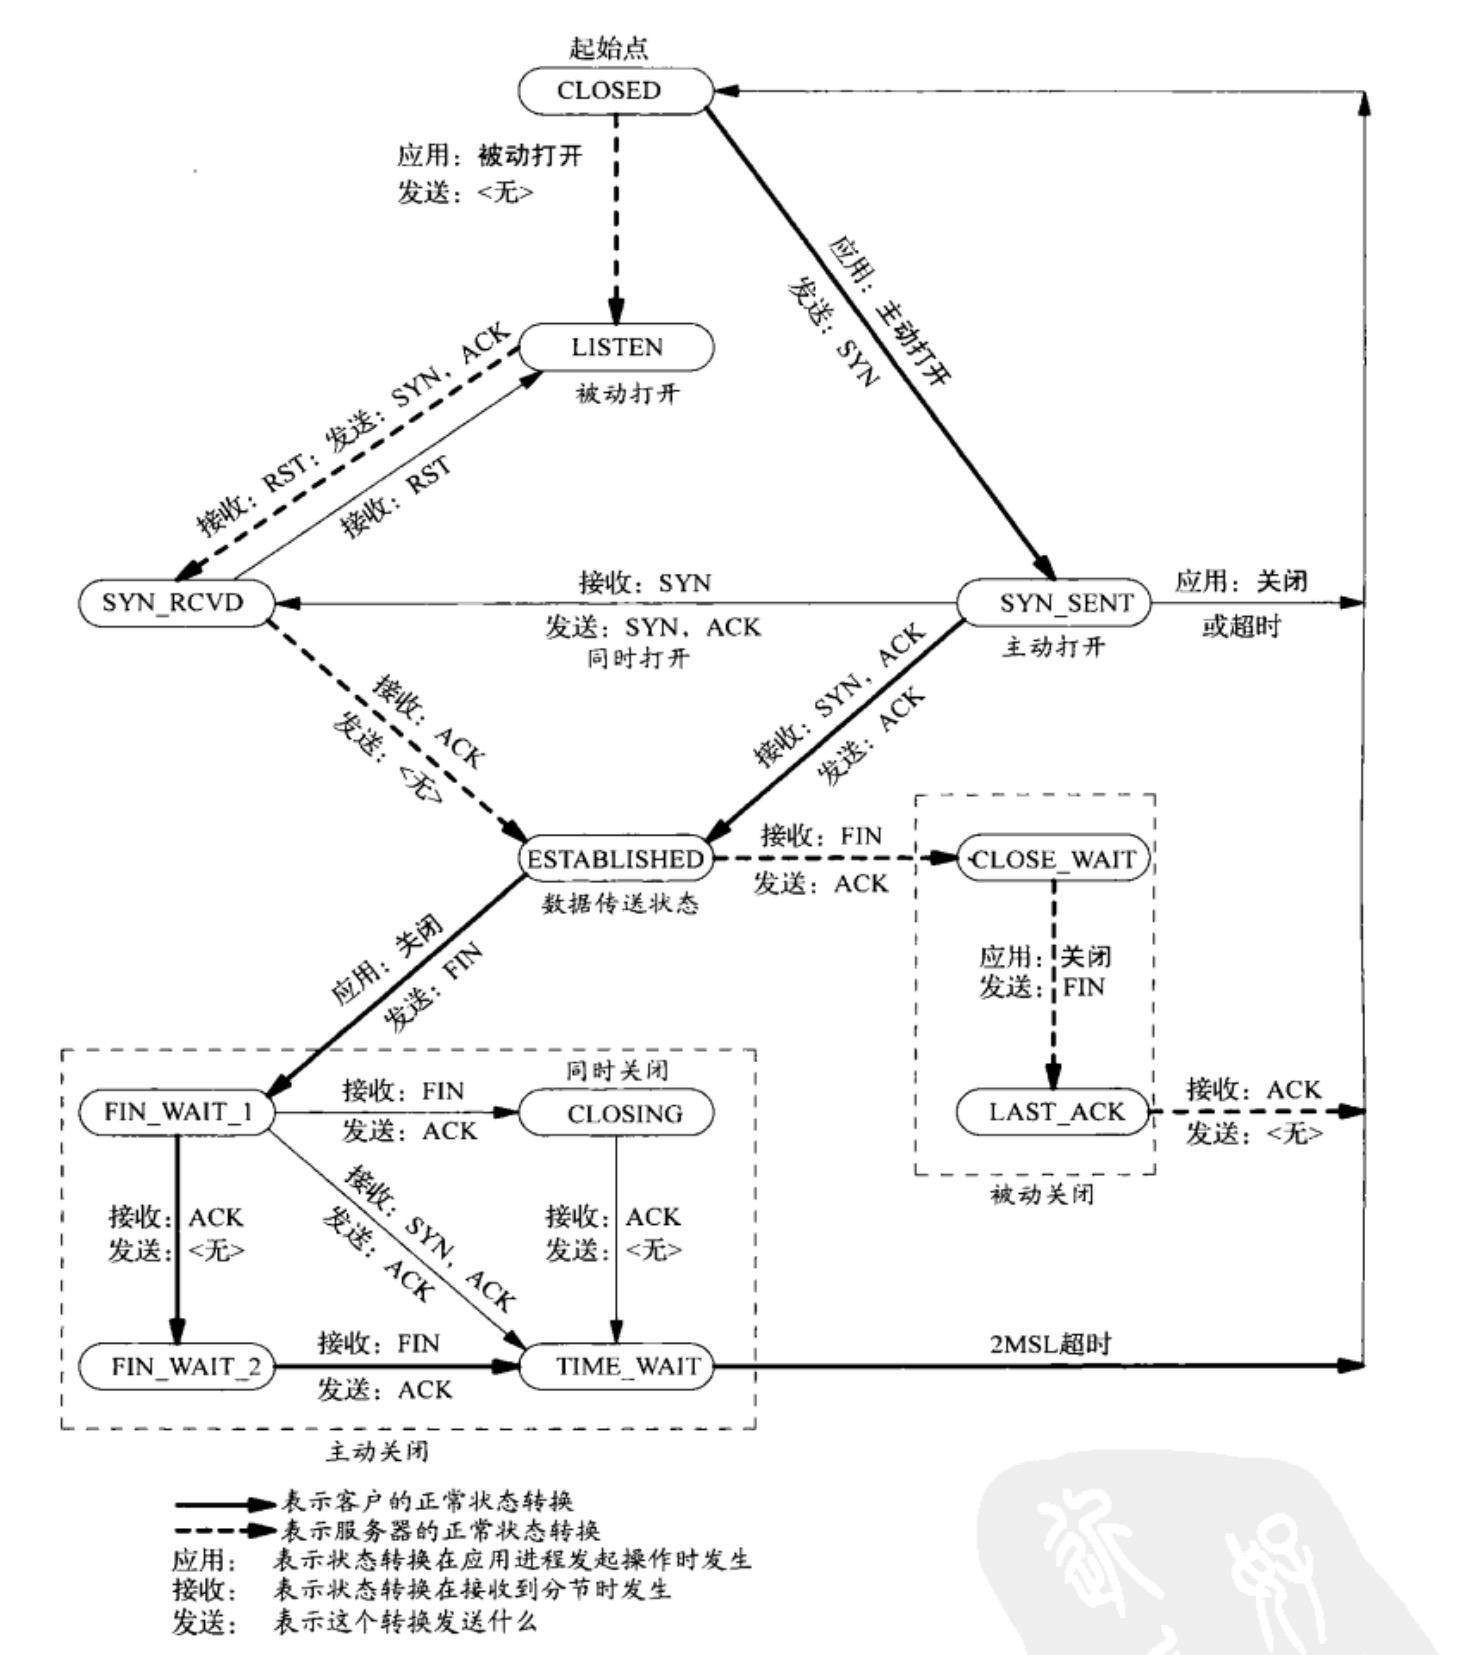 起始点
CLOSED
应用：被动打开
发送：<无>
应用：主动打开
发送：SYN
LISTEN
被动打开
接收：RST；发送：SYN，ACK
接收：RST
SYN_RCVD
接收：SYN
发送：SYN，ACK
同时打开
SYN_SENT
主动打开
应用：关闭
或超时
接收：ACK
发送：<无>
接收：SYN，ACK
发送：ACK
ESTABLISHED
数据传送状态
接收：FIN
发送：ACK
CLOSE_WAIT
应用：关闭
发送：FIN
应用：关闭
发送：FIN
LAST_ACK
接收：ACK
发送：<无>
被动关闭
同时关闭
FIN_WAIT_1
接收：FIN
发送：ACK
CLOSING
接收：ACK
发送：<无>
接收：SYN，ACK
发送：ACK
接收：ACK
发送：<无>
FIN_WAIT_2
接收：FIN
发送：ACK
TIME_WAIT
2MSL超时
主动关闭
表示客户的正常状态转换
表示服务器的正常状态转换
应用： 表示状态转换在应用进程发起操作时发生
接收： 表示状态转换在接收到分节时发生
发送： 表示这个转换发送什么